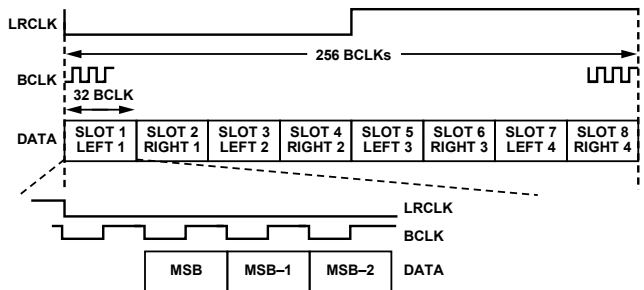 LRCLK
256 BCLKs
BCLK
32 BCLK
DATA
SLOT 1 LEFT 1
SLOT 2 RIGHT 1
SLOT 3 LEFT 2
SLOT 4 RIGHT 2
SLOT 5 LEFT 3
SLOT 6 RIGHT 3
SLOT 7 LEFT 4
SLOT 8 RIGHT 4
LRCLK
BCLK
MSB MSB–1 MSB–2 DATA